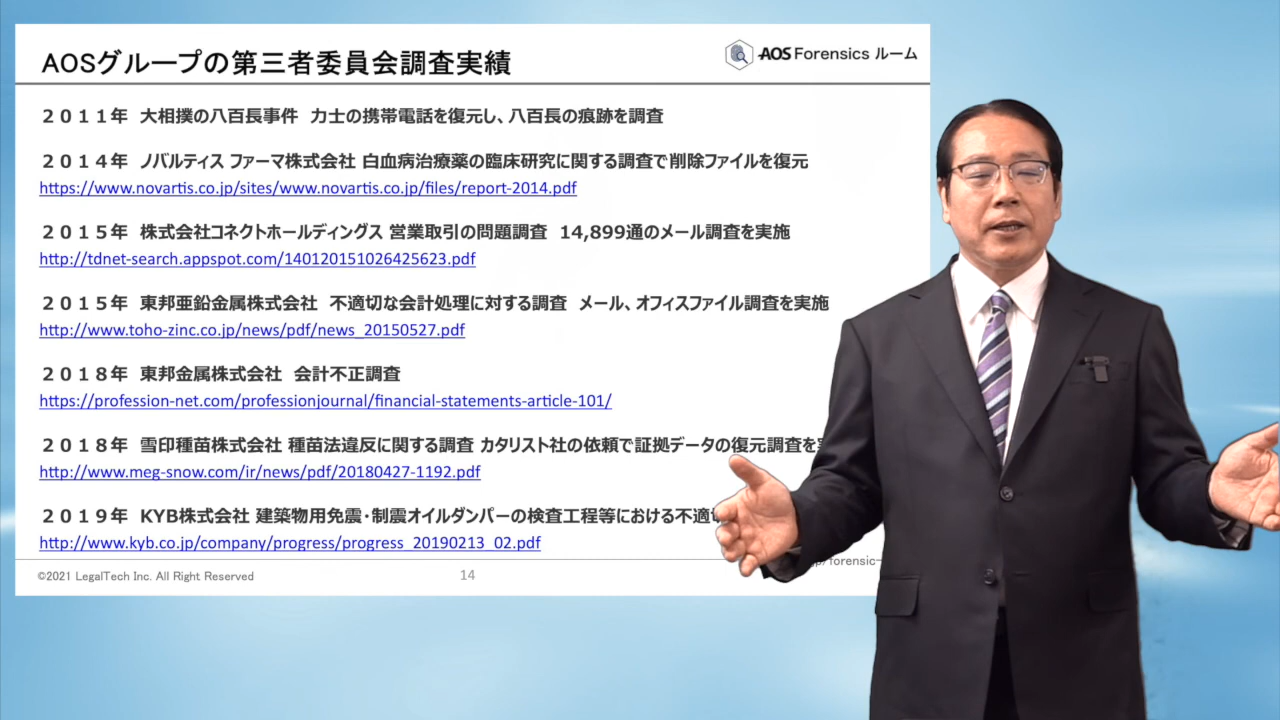 AOSグループの第三者委員会調査実績
AOS Forensics ルーム
２０１１年 大相撲の八百長事件 力士の携帯電話を復元し、八百長の痕跡を調査
２０１４年 ノバルティス ファーマ株式会社 白血病治療薬の臨床研究に関する調査で削除ファイルを復元
https://www.novartis.co.jp/sites/www.novartis.co.jp/files/report-2014.pdf
２０１５年 株式会社コネクトホールディングス 営業取引の問題調査 14,899通のメール調査を実施
http://tdnet-search.appspot.com/140120151026425623.pdf
２０１５年 東邦亜鉛金属株式会社 不適切な会計処理に対する調査 メール、オフィスファイル調査を実施
http://www.toho-zinc.co.jp/news/pdf/news_20150527.pdf
２０１８年 東邦金属株式会社 会計不正調査
https://profession-net.com/professionjournal/financial-statements-article-101/
２０１８年 雪印種苗株式会社 種苗法違反に関する調査 カタリスト社の依頼で証拠データの復元調査を
http://www.meg-snow.com/ir/news/pdf/20180427-1192.pdf
２０１９年 KYB株式会社 建築物用免震・制震オイルダンパーの検査工程等における不適
http://www.kyb.co.jp/company/progress/progress_20190213_02.pdf
©2021 LegalTech Inc. All Right Reserved
14
/forensic-